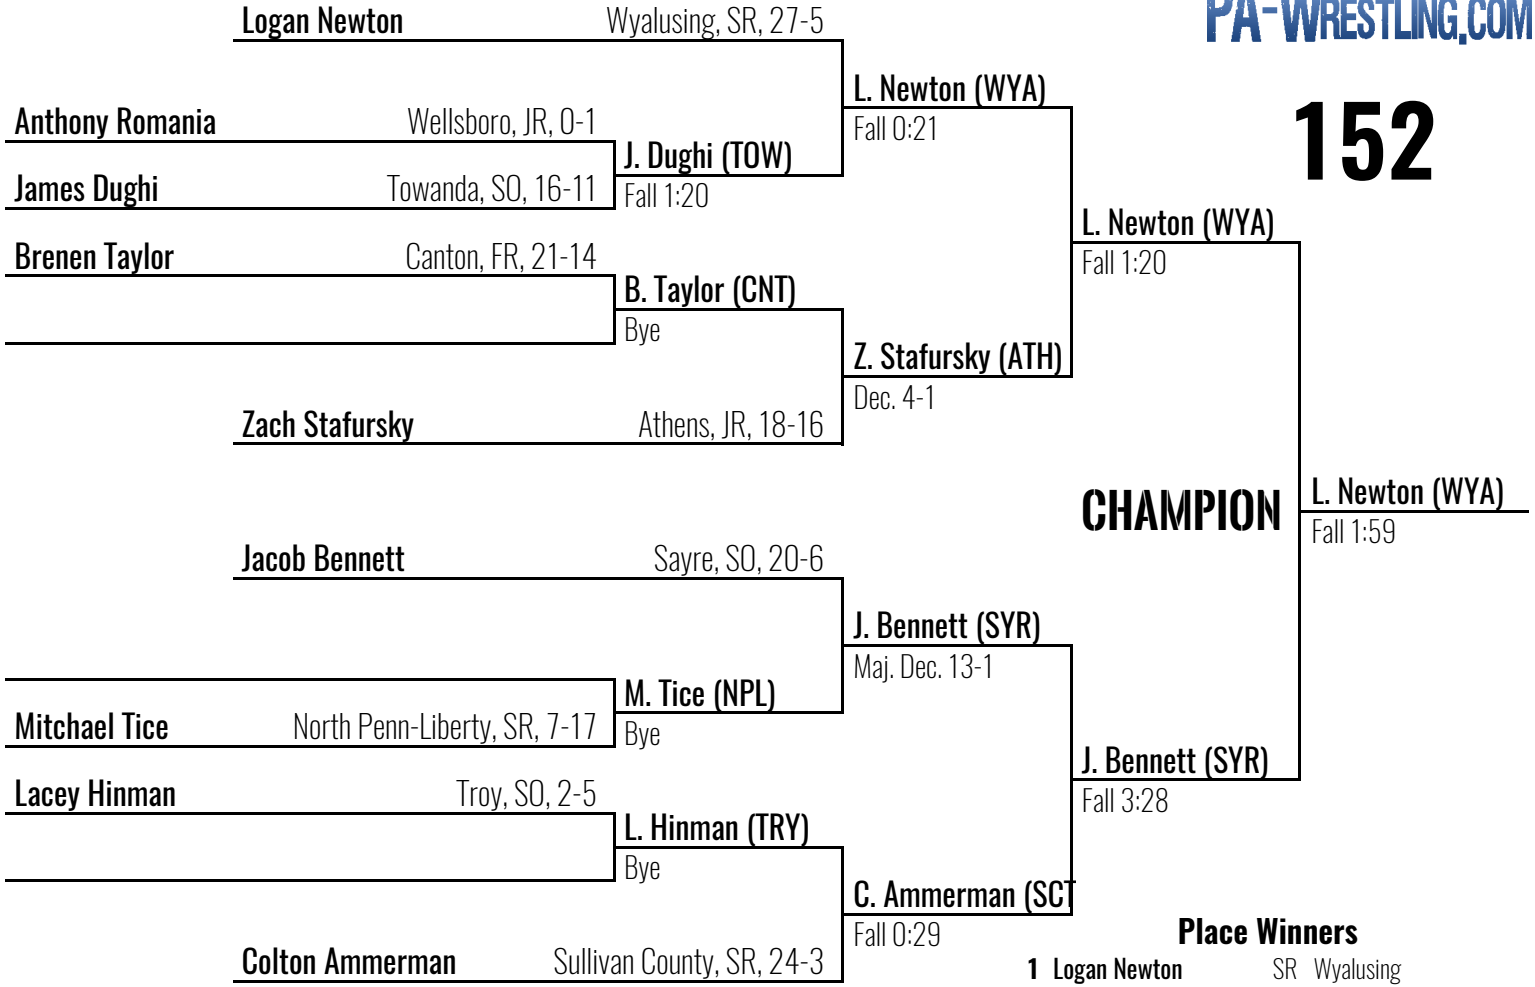 PA-WRESTLING.COM
152
Logan Newton Wyalusing, SR, 27-5
L. Newton (WYA)
Fall 0:21
Anthony Romania Wellsboro, JR, 0-1
J. Dughi (TOW)
Fall 1:20
James Dughi Towanda, SO, 16-11
L. Newton (WYA)
Fall 1:20
Brenen Taylor Canton, FR, 21-14
B. Taylor (CNT)
Bye
Z. Stafursky (ATH)
Dec. 4-1
Zach Stafursky Athens, JR, 18-16
CHAMPION
L. Newton (WYA)
Fall 1:59
Jacob Bennett Sayre, SO, 20-6
J. Bennett (SYR)
Maj. Dec. 13-1
M. Tice (NPL)
Bye
Mitchael Tice North Penn-Liberty, SR, 7-17
J. Bennett (SYR)
Fall 3:28
Lacey Hinman Troy, SO, 2-5
L. Hinman (TRY)
Bye
C. Ammerman (SCT
Fall 0:29
Colton Ammerman Sullivan County, SR, 24-3
Place Winners
1 Logan Newton SR Wyalusing